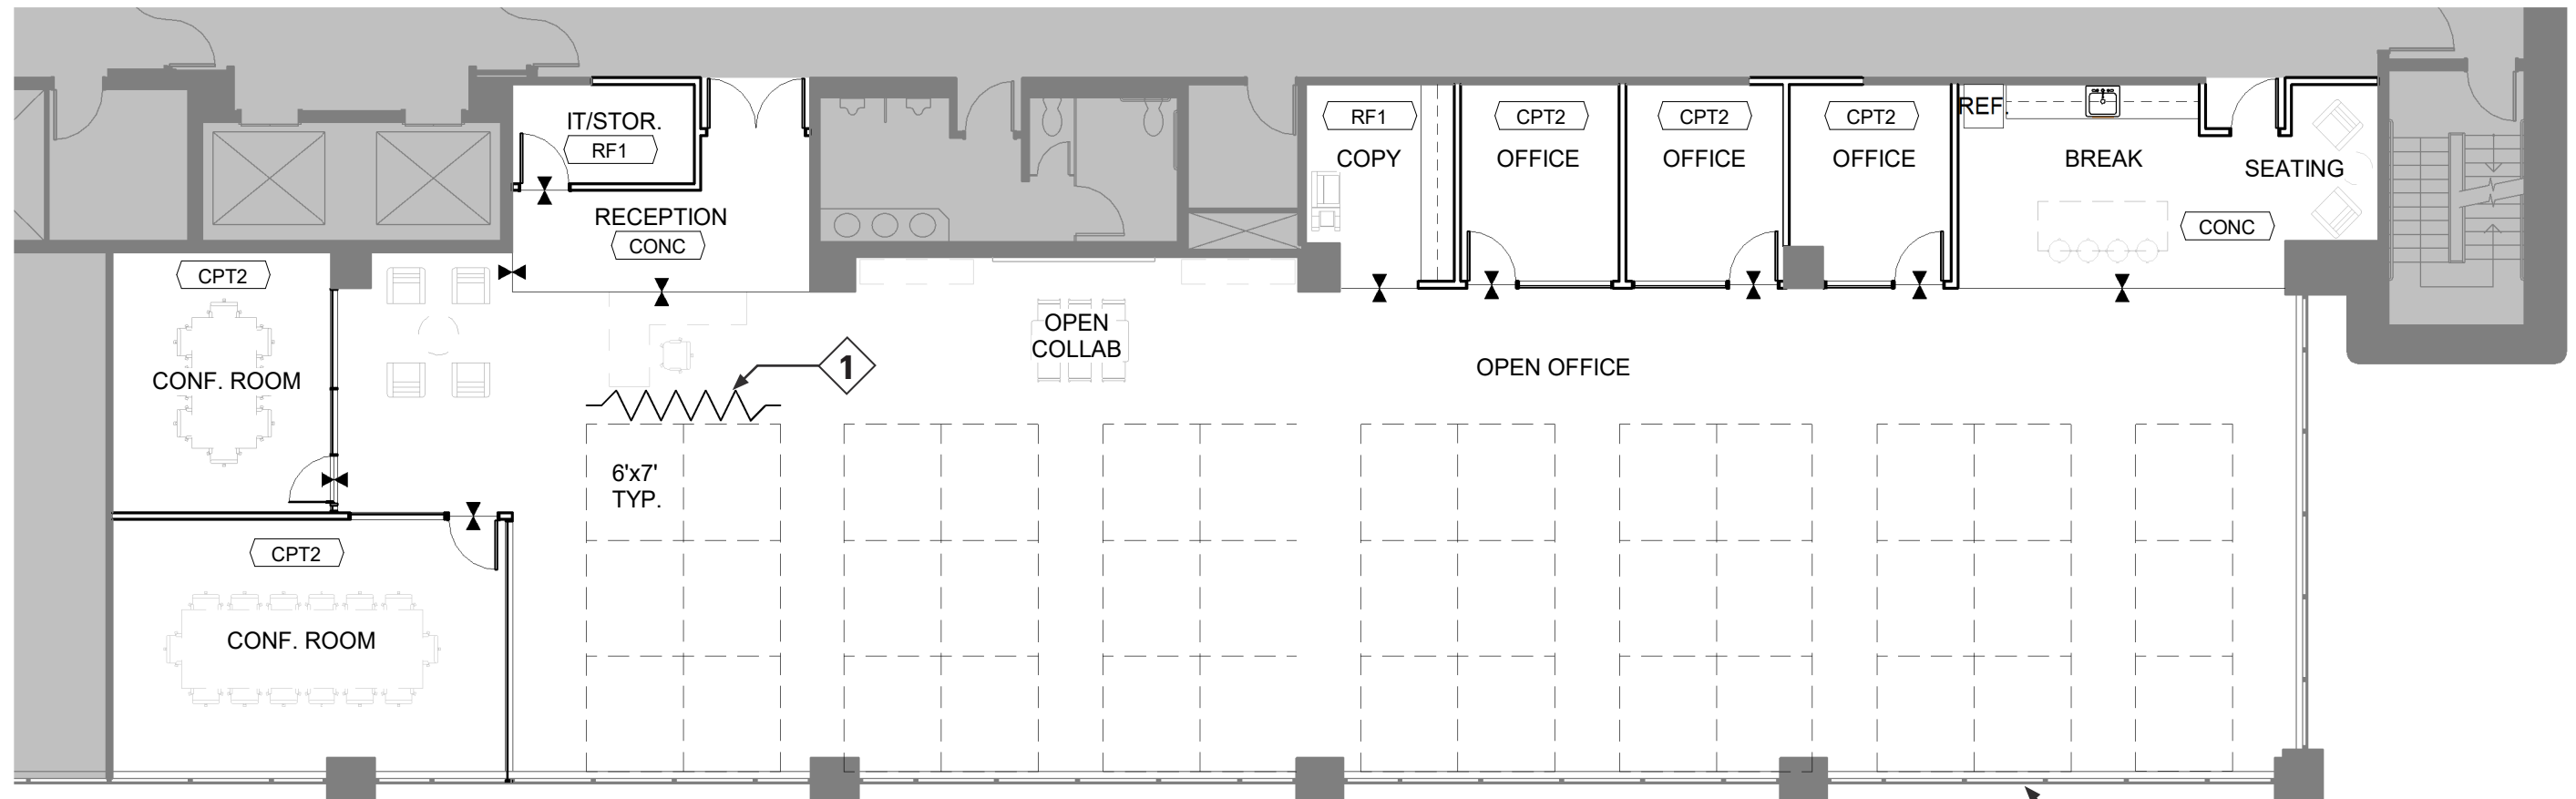 IT/STOR.
RF1
RECEPTION
CONC
RF1
COPY
CPT2
OFFICE
CPT2
OFFICE
CPT2
OFFICE
REF.
BREAK
SEATING
CONC
CPT2
CONF. ROOM
1
OPEN
COLLAB
OPEN OFFICE
6'x7'
TYP.
CPT2
CONF. ROOM